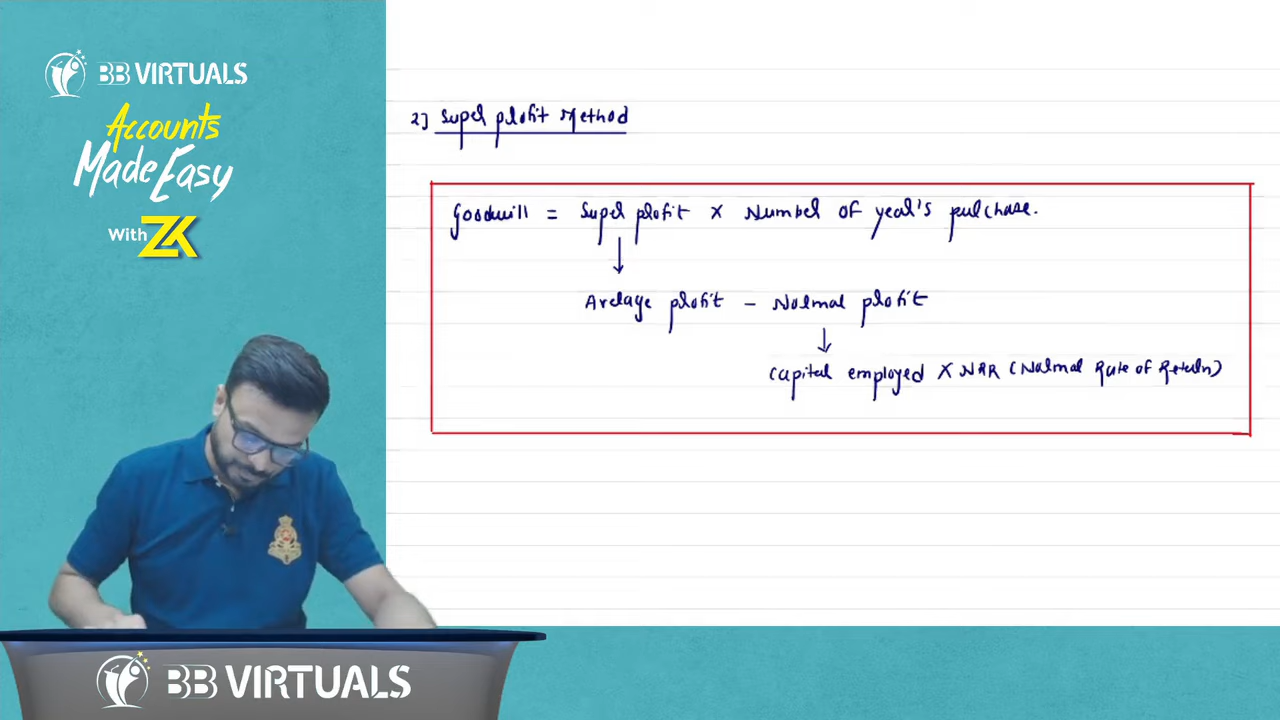 BB VIRTUALS
Accounts
Made Easy
With ZK
2] Super profit Method
Goodwill = Super profit × Number of year's purchase.
↓
Average profit − Normal profit
↓
Capital employed × NRR (Normal Rate of Return)
BB VIRTUALS